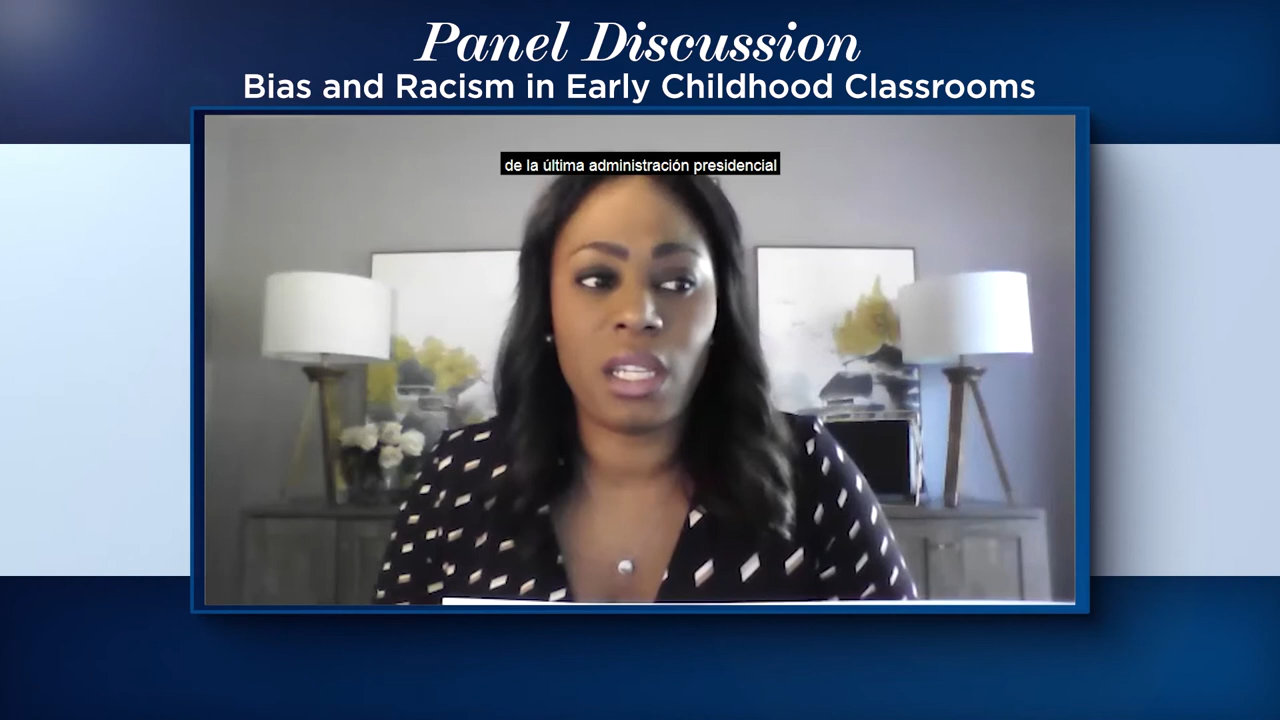 Panel Discussion
Bias and Racism in Early Childhood Classrooms
de la última administración presidencial